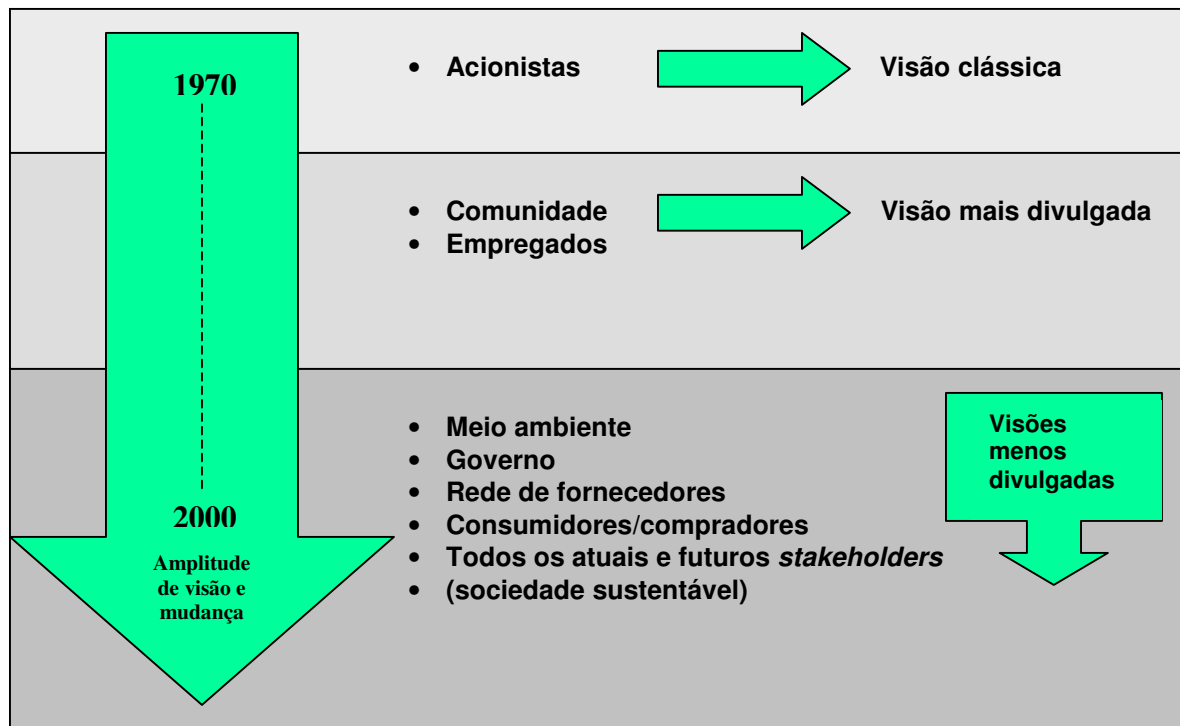 1970
• Acionistas
Visão clássica
• Comunidade
• Empregados
Visão mais divulgada
• Meio ambiente
• Governo
• Rede de fornecedores
• Consumidores/compradores
• Todos os atuais e futuros stakeholders
• (sociedade sustentável)
Visões
menos
divulgadas
2000
Amplitude
de visão e
mudança